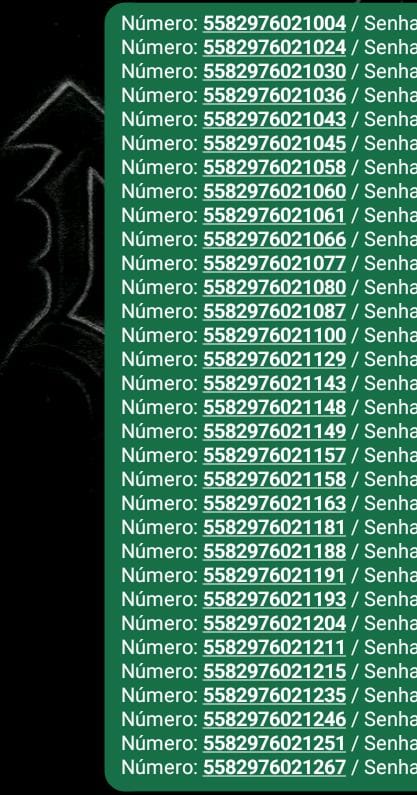 Número: 5582976021004 / Senha
Número: 5582976021024 / Senha
Número: 5582976021030 / Senha
Número: 5582976021036 / Senha
Número: 5582976021043 / Senha
Número: 5582976021045 / Senha
Número: 5582976021058 / Senha
Número: 5582976021060 / Senha
Número: 5582976021061 / Senha
Número: 5582976021066 / Senha
Número: 5582976021077 / Senha
Número: 5582976021080 / Senha
Número: 5582976021087 / Senha
Número: 5582976021100 / Senha
Número: 5582976021129 / Senha
Número: 5582976021143 / Senha
Número: 5582976021148 / Senha
Número: 5582976021149 / Senha
Número: 5582976021157 / Senha
Número: 5582976021158 / Senha
Número: 5582976021163 / Senha
Número: 5582976021181 / Senha
Número: 5582976021188 / Senha
Número: 5582976021191 / Senha
Número: 5582976021193 / Senha
Número: 5582976021204 / Senha
Número: 5582976021211 / Senha
Número: 5582976021215 / Senha
Número: 5582976021235 / Senha
Número: 5582976021246 / Senha
Número: 5582976021251 / Senha
Número: 5582976021267 / Senha